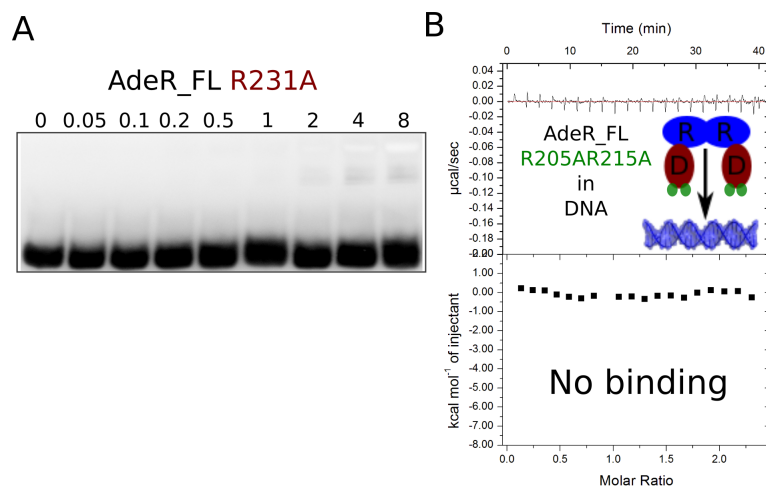 A
AdeR_FL R231A
0 0.05 0.1 0.2 0.5 1 2 4 8
B
Time (min)
0 10 20 30 40
0.04
0.02
0.00
-0.02
-0.04
-0.06
-0.08
-0.10
-0.12
-0.14
-0.16
-0.18
µcal/sec
AdeR_FL
R205AR215A
in
DNA
R R
D D
1.00
0.00
-1.00
-2.00
-3.00
-4.00
-5.00
-6.00
-7.00
-8.00
kcal mol⁻¹ of injectant
No binding
0.0 0.5 1.0 1.5 2.0
Molar Ratio